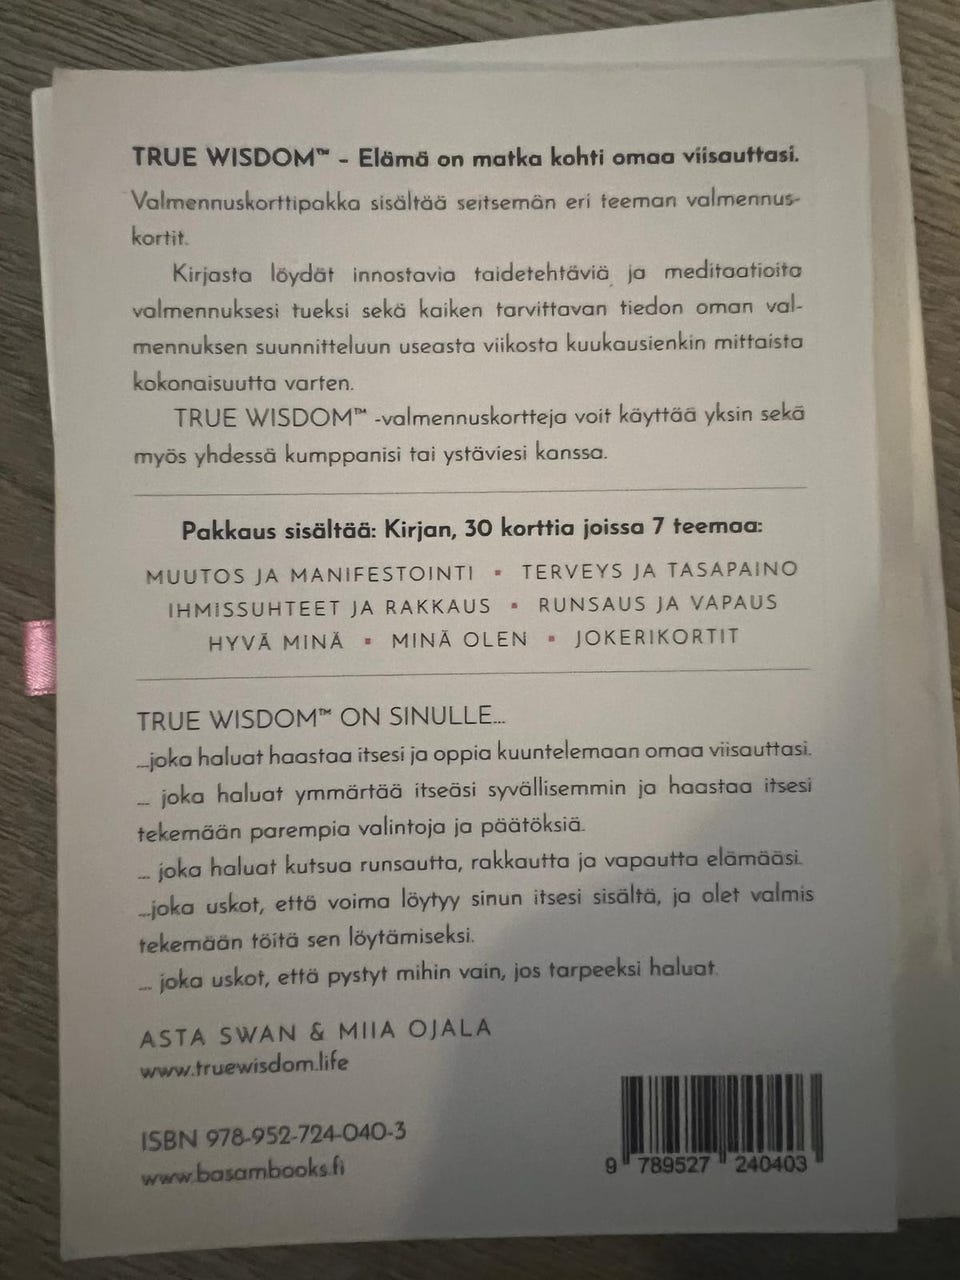 TRUE WISDOM™ - Elämä on matka kohti omaa viisauttasi.
Valmennuskorttipakka sisältää seitsemän eri teeman valmennus-
kortit.
Kirjasta löydät innostavia taidetehtäviä ja meditaatioita
valmennuksesi tueksi sekä kaiken tarvittavan tiedon oman val-
mennuksen suunnitteluun useasta viikosta kuukausienkin mittaista
kokonaisuutta varten.
TRUE WISDOM™ -valmennuskortteja voit käyttää yksin sekä
myös yhdessä kumppanisi tai ystäviesi kanssa.
Pakkaus sisältää: Kirjan, 30 korttia joissa 7 teemaa:
MUUTOS JA MANIFESTOINTI ▪ TERVEYS JA TASAPAINO
IHMISSUHTEET JA RAKKAUS ▪ RUNSAUS JA VAPAUS
HYVÄ MINÄ ▪ MINÄ OLEN ▪ JOKERIKORTIT
TRUE WISDOM™ ON SINULLE...
...joka haluat haastaa itsesi ja oppia kuuntelemaan omaa viisauttasi.
... joka haluat ymmärtää itseäsi syvällisemmin ja haastaa itsesi
tekemään parempia valintoja ja päätöksiä.
... joka haluat kutsua runsautta, rakkautta ja vapautta elämääsi.
...joka uskot, että voima löytyy sinun itsesi sisältä, ja olet valmis
tekemään töitä sen löytämiseksi.
... joka uskot, että pystyt mihin vain, jos tarpeeksi haluat.
ASTA SWAN & MIIA OJALA
www.truewisdom.life
ISBN 978-952-724-040-3
www.basambooks.fi
9 789527 240403